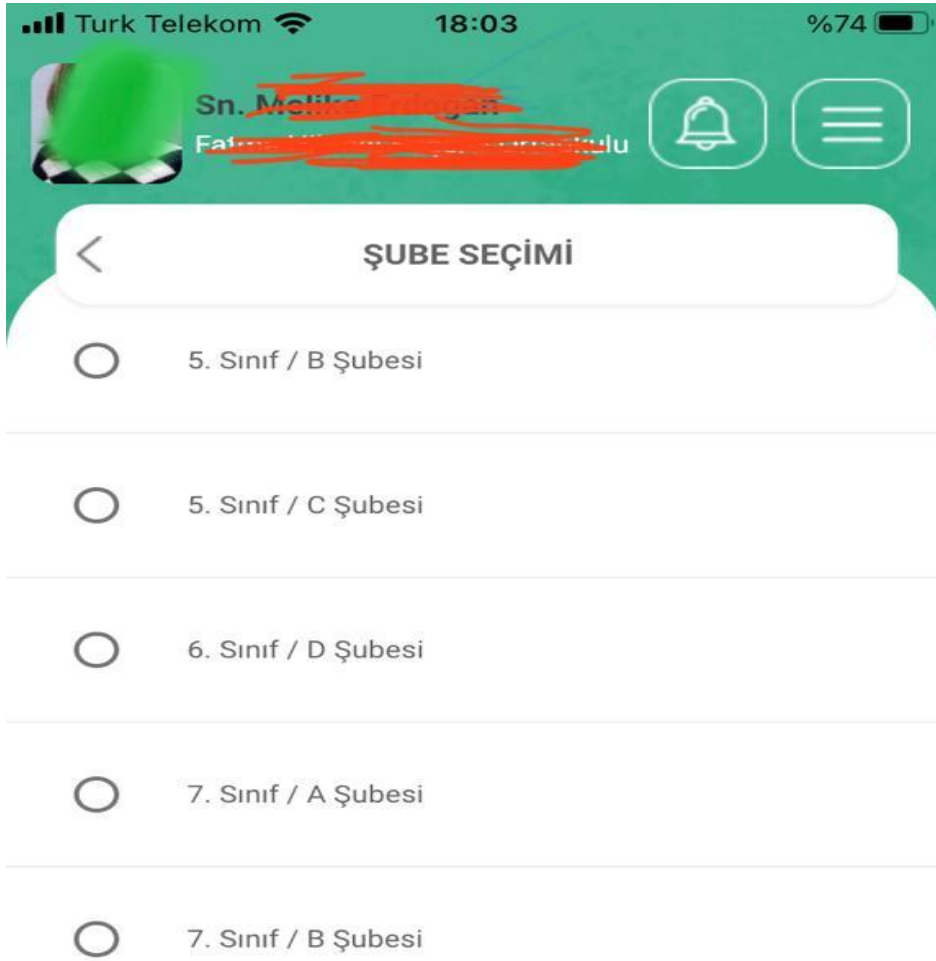 Turk Telekom 18:03 %74
Sn.
ŞUBE SEÇİMİ
5. Sınıf / B Şubesi
5. Sınıf / C Şubesi
6. Sınıf / D Şubesi
7. Sınıf / A Şubesi
7. Sınıf / B Şubesi